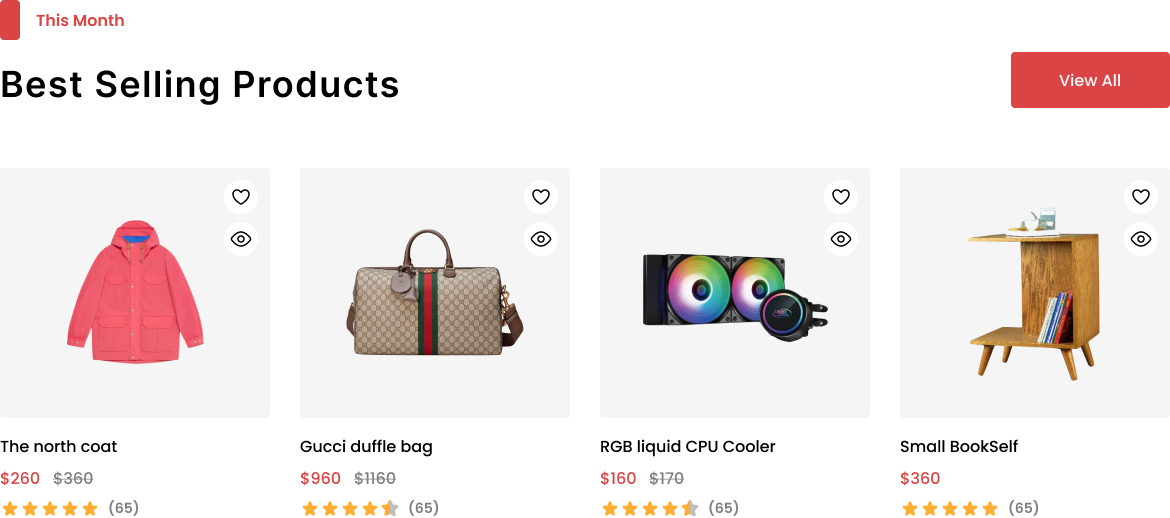 This Month
Best Selling Products
View All
The north coat
$260 $360
(65)
Gucci duffle bag
$960 $1160
(65)
RGB liquid CPU Cooler
$160 $170
(65)
Small BookSelf
$360
(65)